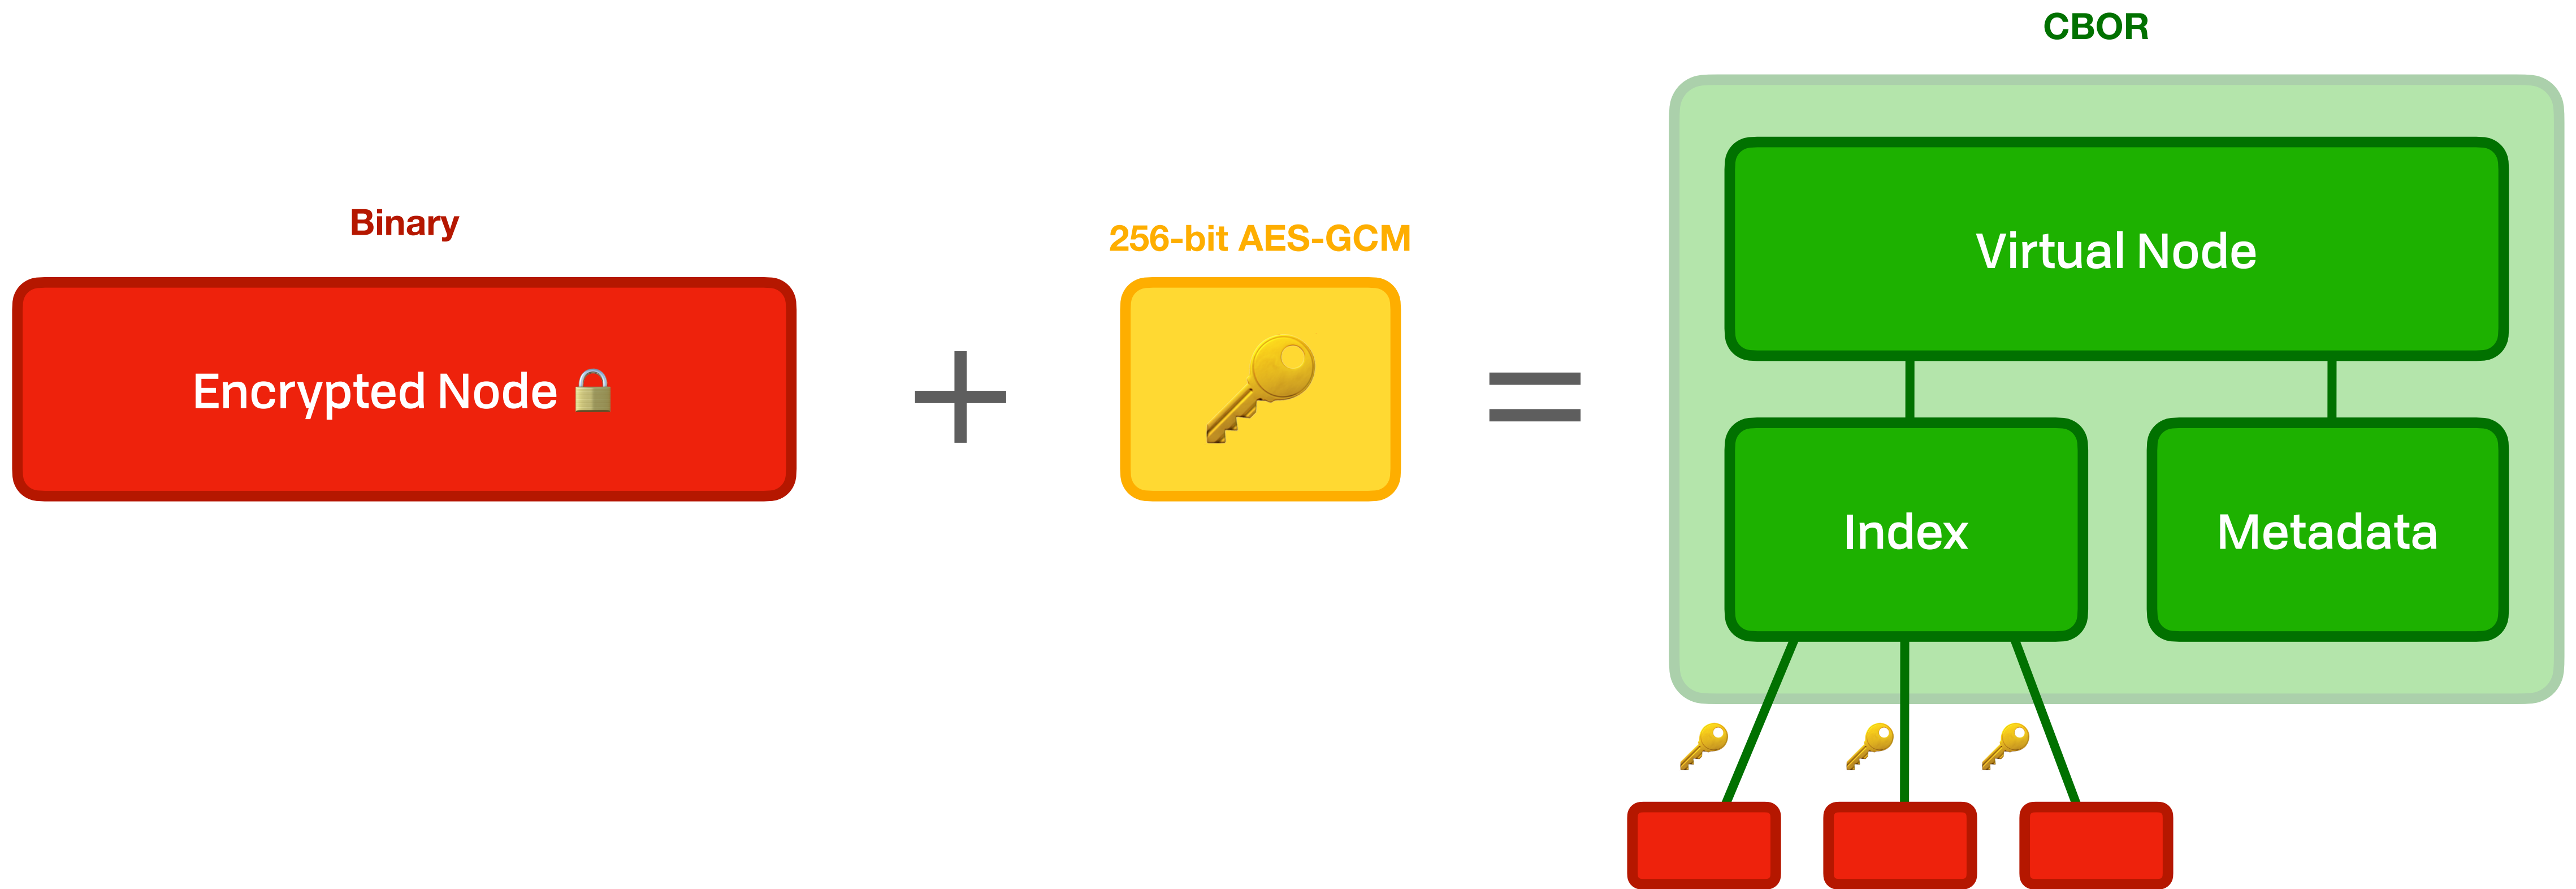 Binary
Encrypted Node 🔒
256-bit AES-GCM
CBOR
Virtual Node
Index
Metadata